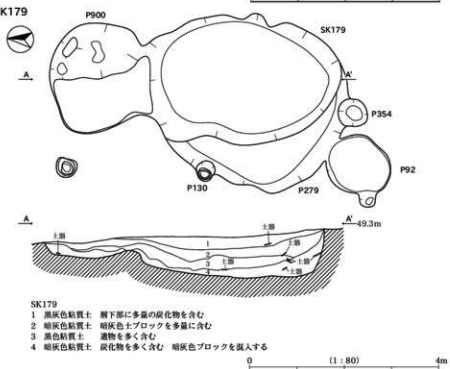 K179
P900
SK179
A
A'
P354
P92
P130
P279
A
A'
49.3m
土器
土器
土器
1
2
土器
3
土器
4
土器
SK179
1 黒灰色粘質土 層下部に多量の炭化物を含む
2 暗灰色粘質土 暗灰色土ブロックを多量に含む
3 黒色粘質土 遺物を多く含む
4 暗灰色粘質土 炭化物を多く含む 暗灰色ブロックを混入する
0 (1:80) 4m